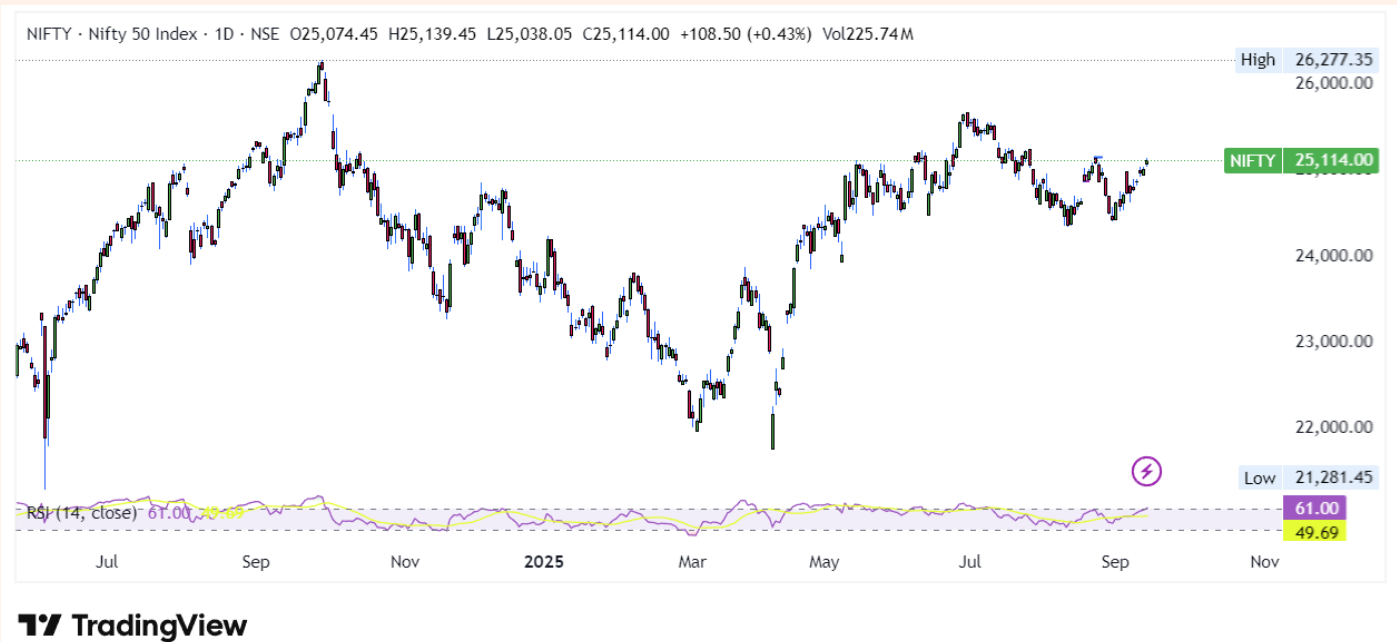 NIFTY · Nifty 50 Index · 1D · NSE O25,074.45 H25,139.45 L25,038.05 C25,114.00 +108.50 (+0.43%) Vol225.74M
High 26,277.35
26,000.00
NIFTY 25,114.00
24,000.00
23,000.00
22,000.00
Low 21,281.45
RSI (14, close) 61.00 49.69
61.00
49.69
Jul Sep Nov 2025 Mar May Jul Sep Nov
TradingView